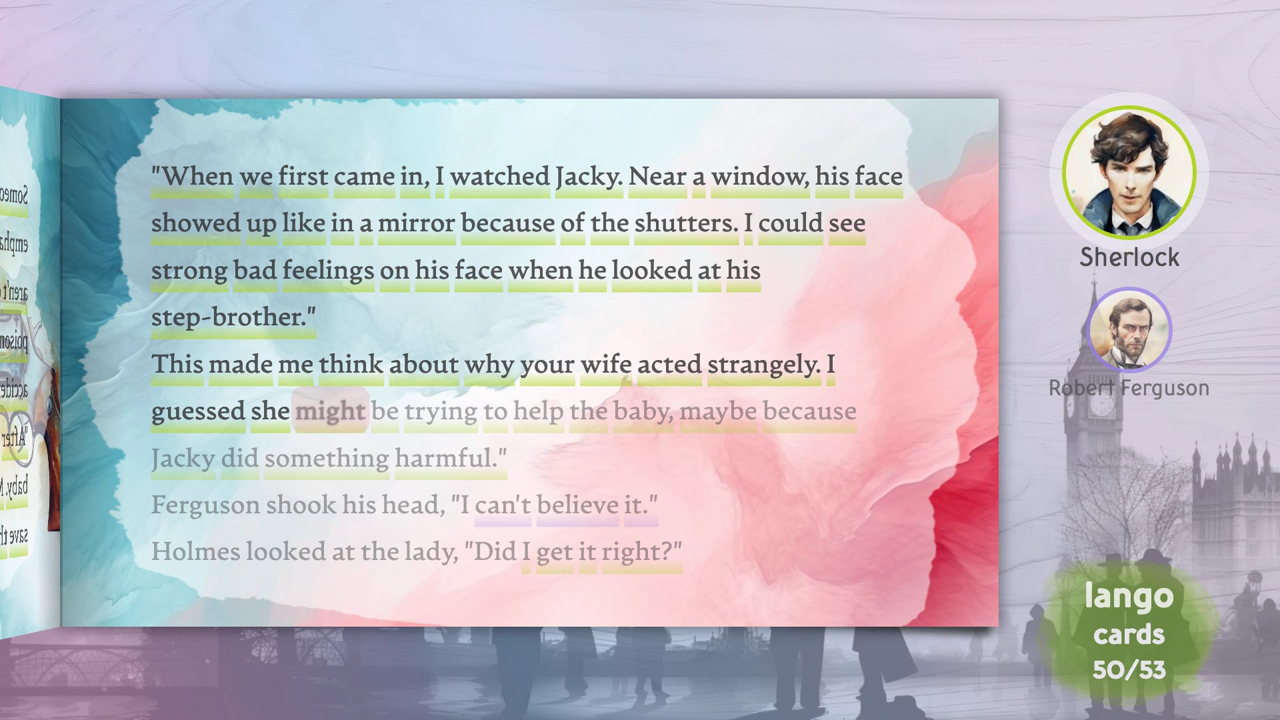 "When we first came in, I watched Jacky. Near a window, his face
showed up like in a mirror because of the shutters. I could see
strong bad feelings on his face when he looked at his
step-brother."
This made me think about why your wife acted strangely. I
guessed she might be trying to help the baby, maybe because
Jacky did something harmful."
Ferguson shook his head, "I can't believe it."
Holmes looked at the lady, "Did I get it right?"
Sherlock
Robert Ferguson
lango
cards
50/53